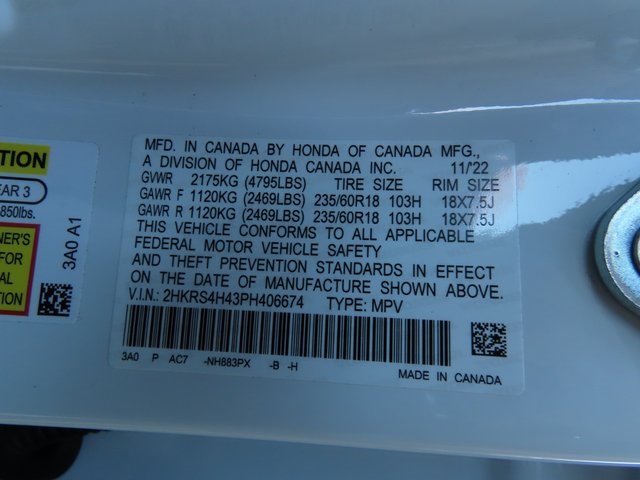 TION
EAR 3
850lbs.
NER'S
FOR
AL
TION
3A0 A1
MFD. IN CANADA BY HONDA OF CANADA MFG.,
A DIVISION OF HONDA CANADA INC. 11/'22
GVWR 2175KG (4795LBS) TIRE SIZE RIM SIZE
GAWR F 1120KG (2469LBS) 235/60R18 103H 18X7.5J
GAWR R 1120KG (2469LBS) 235/60R18 103H 18X7.5J
THIS VEHICLE CONFORMS TO ALL APPLICABLE
FEDERAL MOTOR VEHICLE SAFETY
AND THEFT PREVENTION STANDARDS IN EFFECT
ON THE DATE OF MANUFACTURE SHOWN ABOVE.
V.I.N.: 2HKRS4H43PH406674 TYPE: MPV
3A0 P AC7 -NH883PX -B -H
MADE IN CANADA